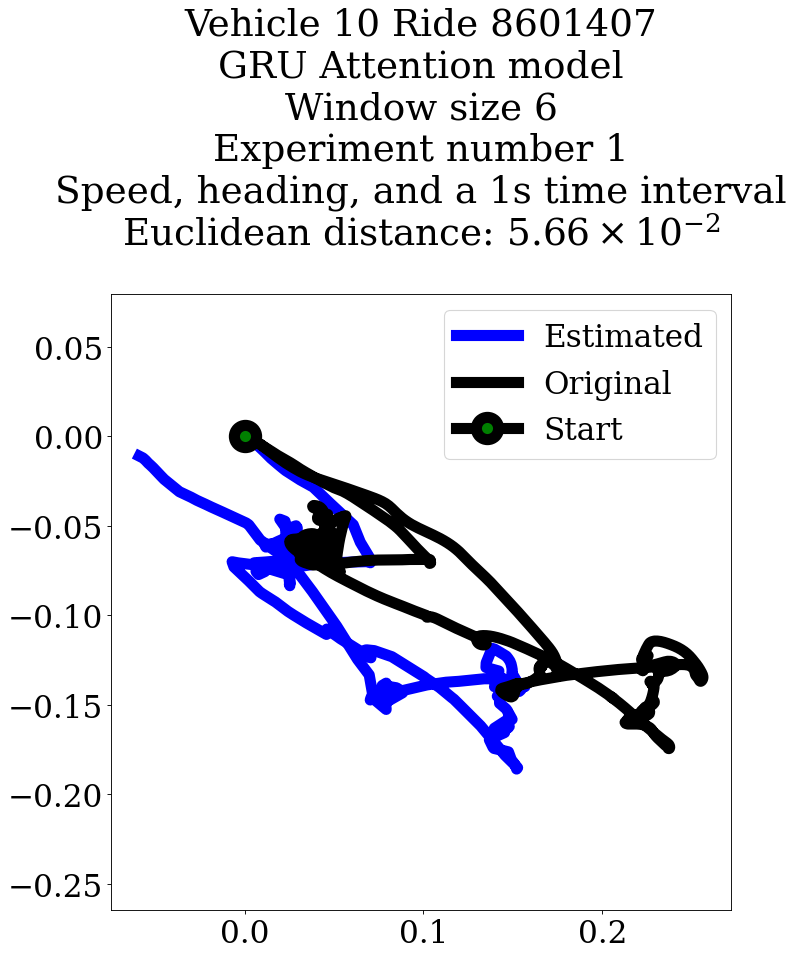 Vehicle 10 Ride 8601407
GRU Attention model
Window size 6
Experiment number 1
Speed, heading, and a 1s time interval
Euclidean distance: 5.66 × 10⁻²
Estimated
Original
Start
0.05
0.00
−0.05
−0.10
−0.15
−0.20
−0.25
0.0 0.1 0.2